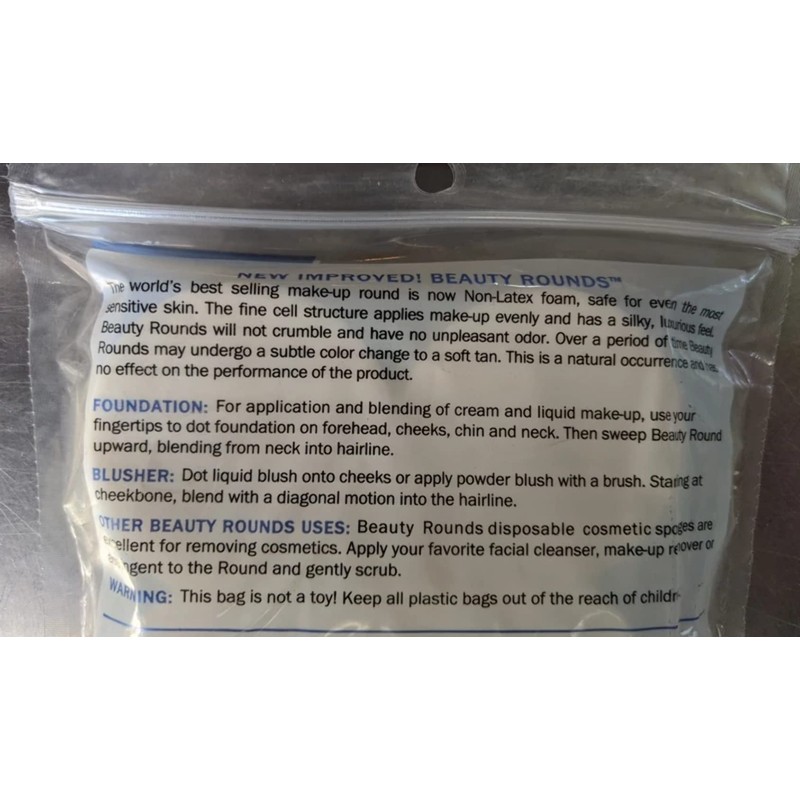 NEW IMPROVED! BEAUTY ROUNDS™
The world's best selling make-up round is now Non-Latex foam, safe for even the most
sensitive skin. The fine cell structure applies make-up evenly and has a silky, luxurious feel.
Beauty Rounds will not crumble and have no unpleasant odor. Over a period of time Beauty
Rounds may undergo a subtle color change to a soft tan. This is a natural occurrence and
no effect on the performance of the product.
FOUNDATION: For application and blending of cream and liquid make-up, use your
fingertips to dot foundation on forehead, cheeks, chin and neck. Then sweep Beauty Round
upward, blending from neck into hairline.
BLUSHER: Dot liquid blush onto cheeks or apply powder blush with a brush. at
cheekbone, blend with a diagonal motion into the hairline.
OTHER BEAUTY ROUNDS USES: Beauty Rounds disposable cosmetic are
for removing cosmetics. Apply your favorite facial cleanser, make-up or
to the Round and gently scrub.
WARNING: This bag is not a toy! Keep all plastic bags out of the reach of